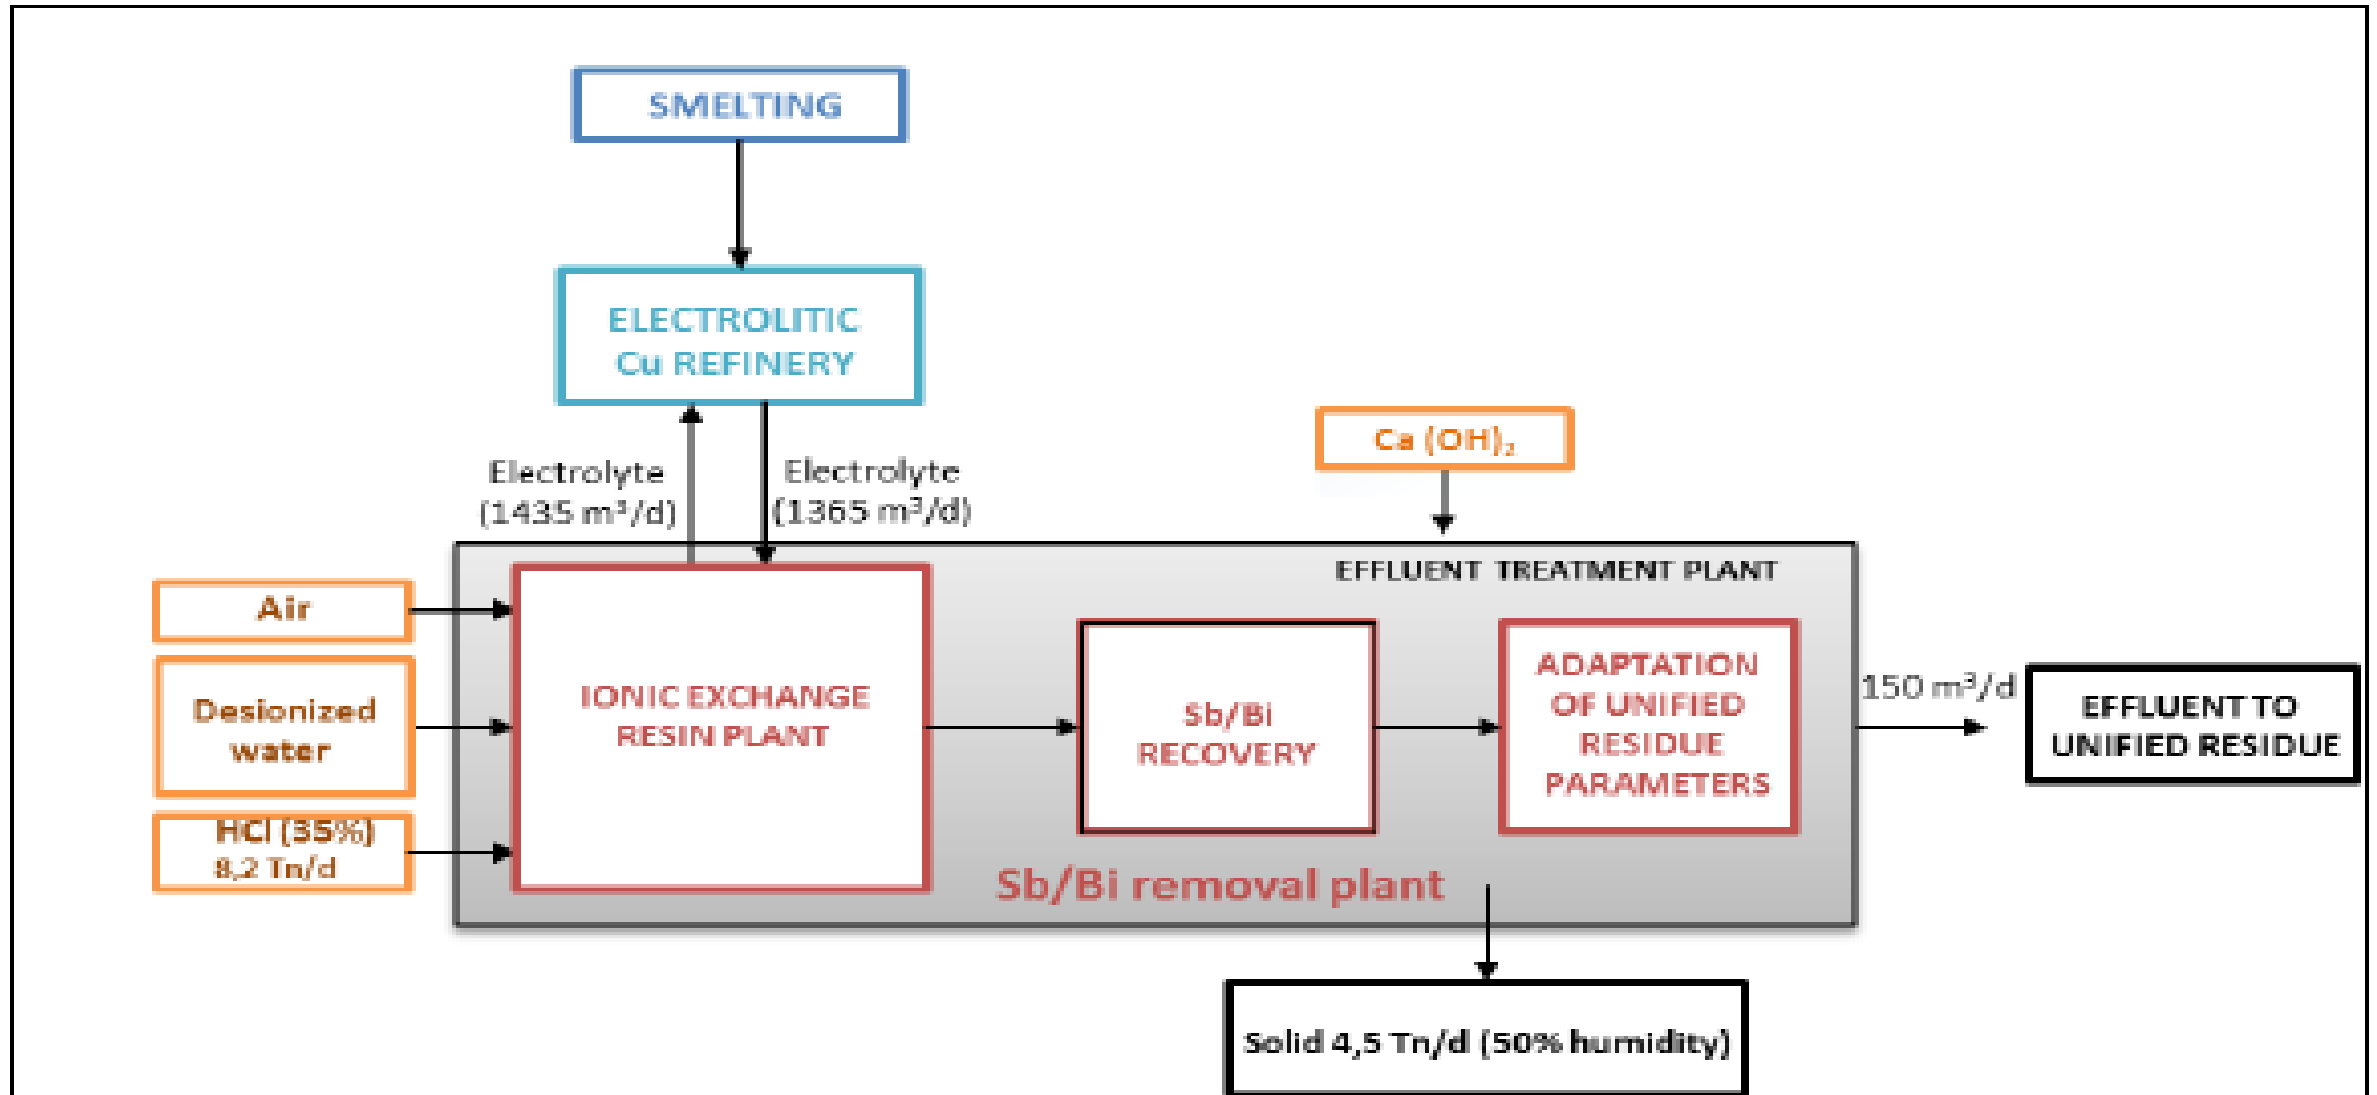 SMELTING
ELECTROLITIC
Cu REFINERY
Electrolyte
(1435 m³/d)
Electrolyte
(1365 m³/d)
Ca (OH)₂
EFFLUENT TREATMENT PLANT
Air
Desionized
water
HCl (35%)
8,2 Tn/d
IONIC EXCHANGE
RESIN PLANT
Sb/Bi
RECOVERY
ADAPTATION
OF UNIFIED
RESIDUE
PARAMETERS
150 m³/d
EFFLUENT TO
UNIFIED RESIDUE
Sb/Bi removal plant
Solid 4,5 Tn/d (50% humidity)